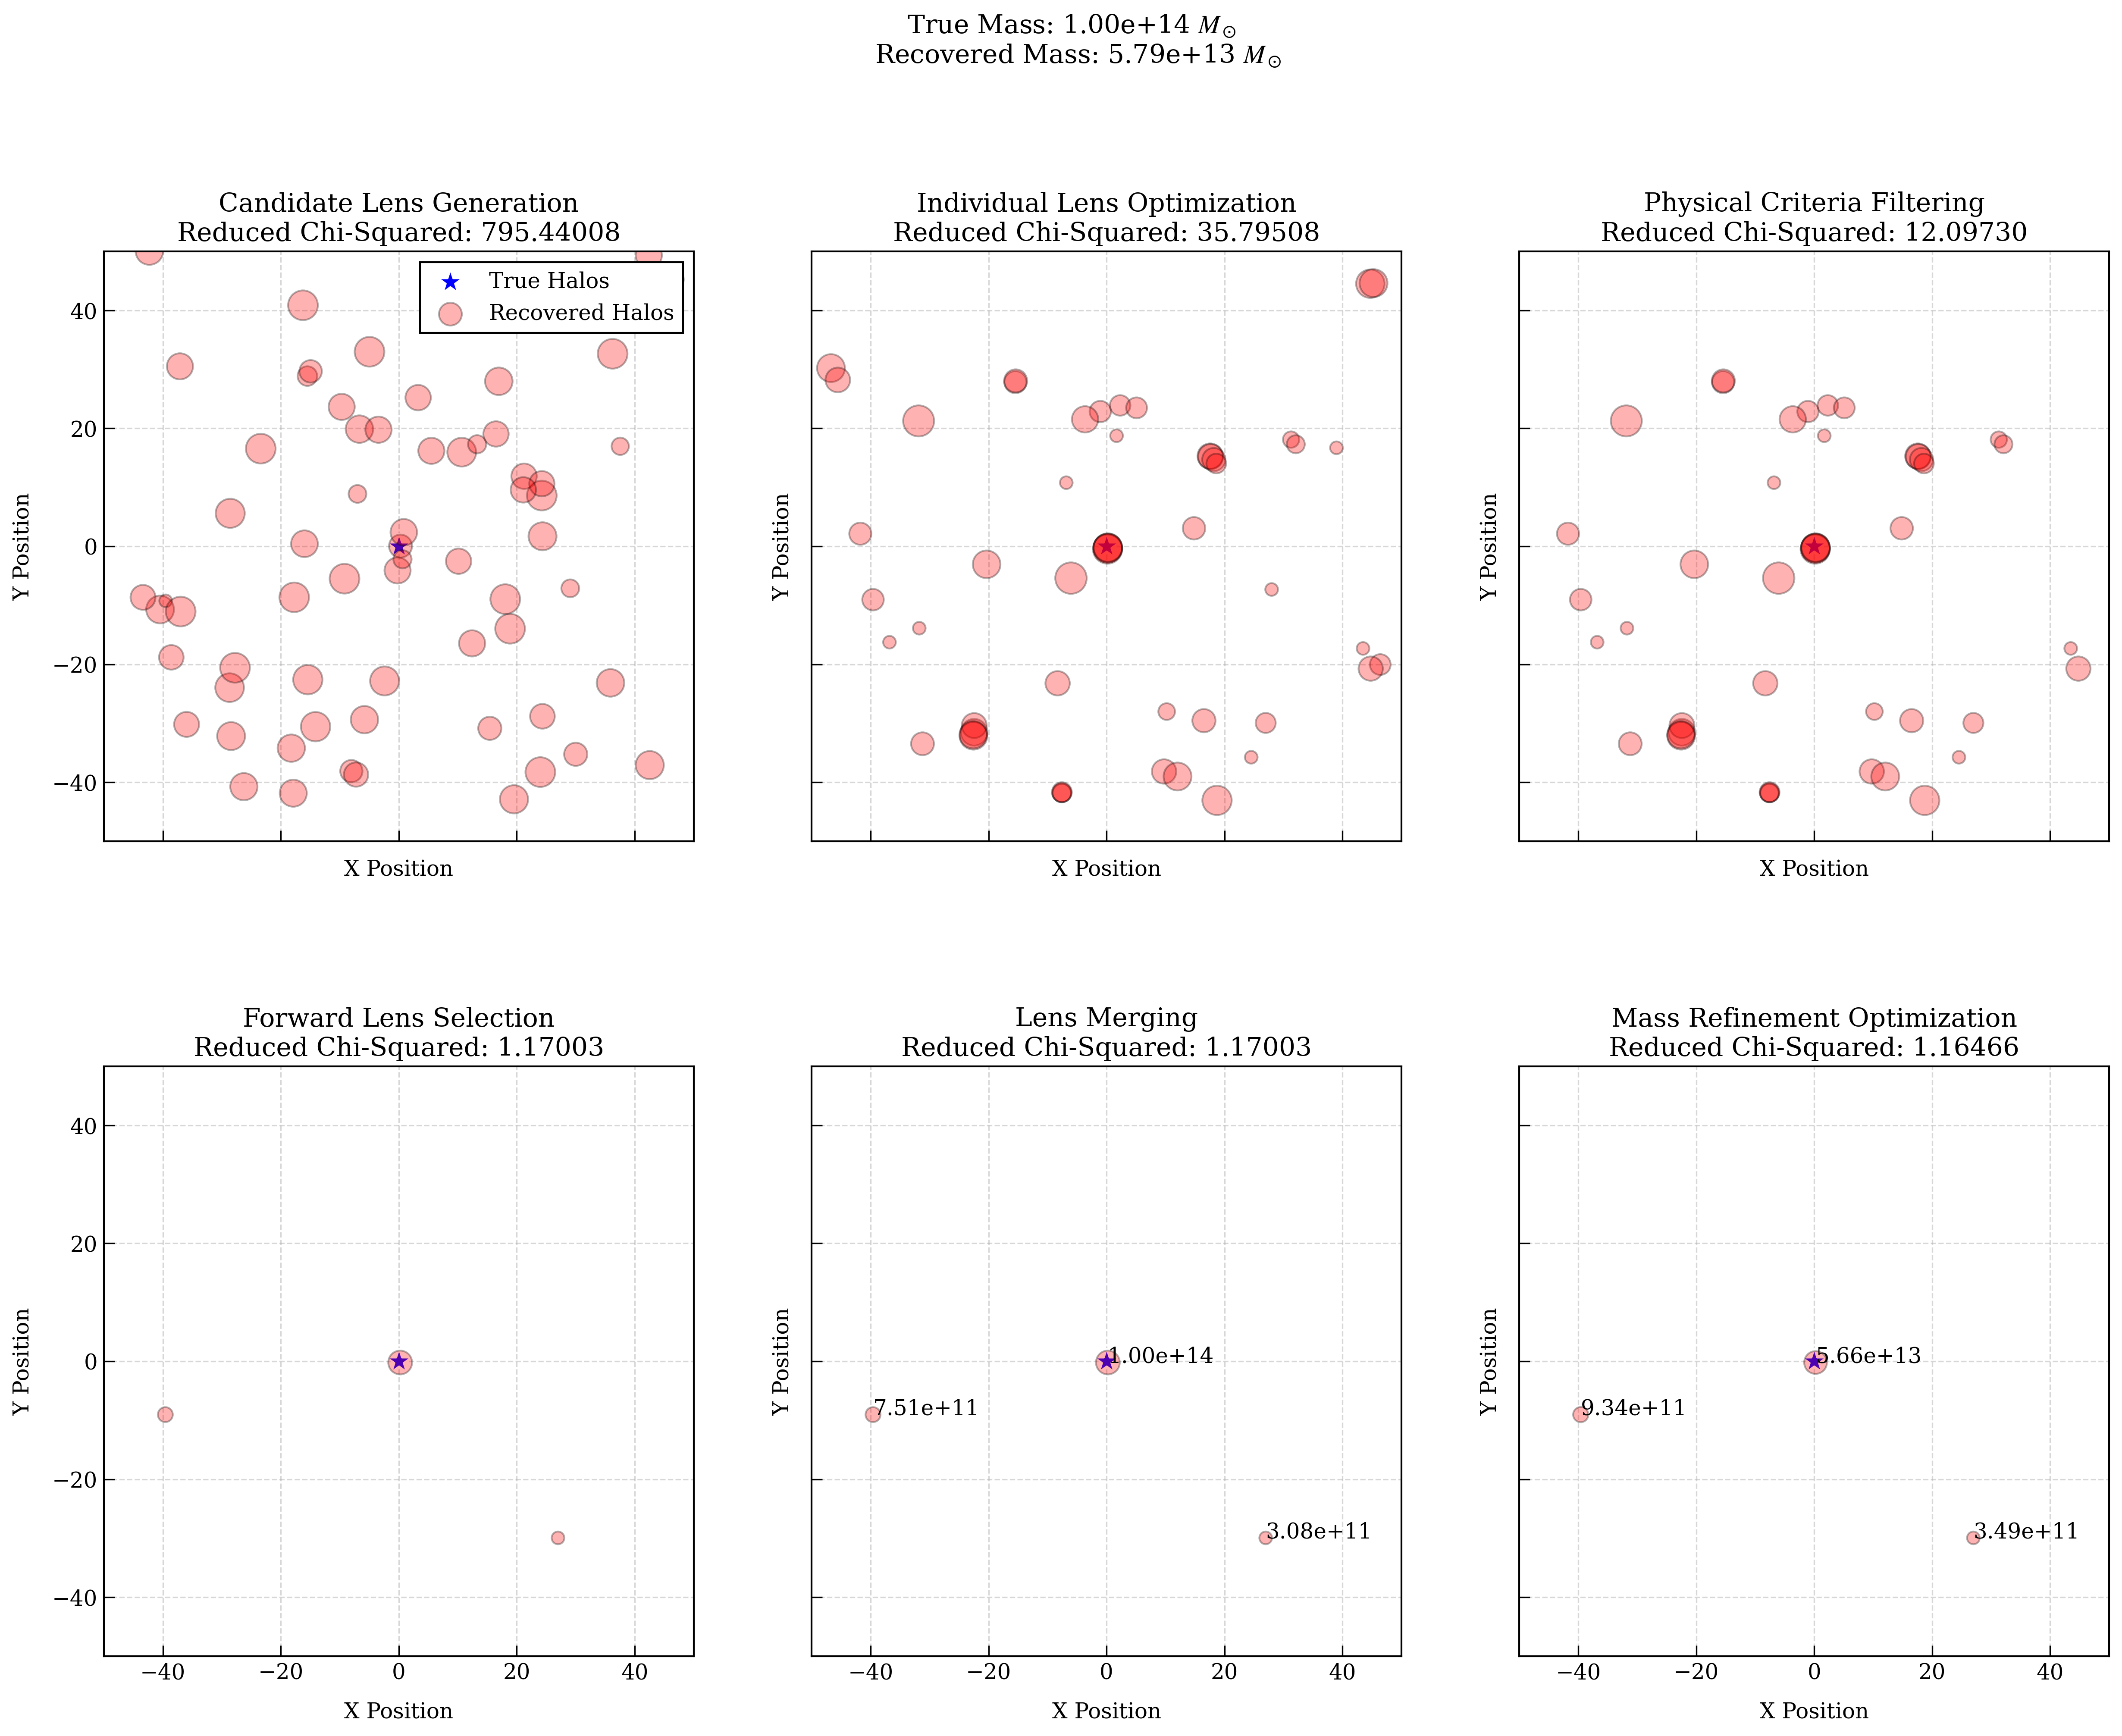 True Mass: 1.00e+14 M⊙
Recovered Mass: 5.79e+13 M⊙
Candidate Lens Generation
Reduced Chi-Squared: 795.44008
True Halos
Recovered Halos
40
20
0
−20
−40
Y Position
X Position
Individual Lens Optimization
Reduced Chi-Squared: 35.79508
Y Position
X Position
Physical Criteria Filtering
Reduced Chi-Squared: 12.09730
Y Position
X Position
Forward Lens Selection
Reduced Chi-Squared: 1.17003
40
20
0
−20
−40
Y Position
−40 −20 0 20 40
X Position
Lens Merging
Reduced Chi-Squared: 1.17003
1.00e+14
7.51e+11
3.08e+11
Y Position
−40 −20 0 20 40
X Position
Mass Refinement Optimization
Reduced Chi-Squared: 1.16466
5.66e+13
9.34e+11
3.49e+11
Y Position
−40 −20 0 20 40
X Position